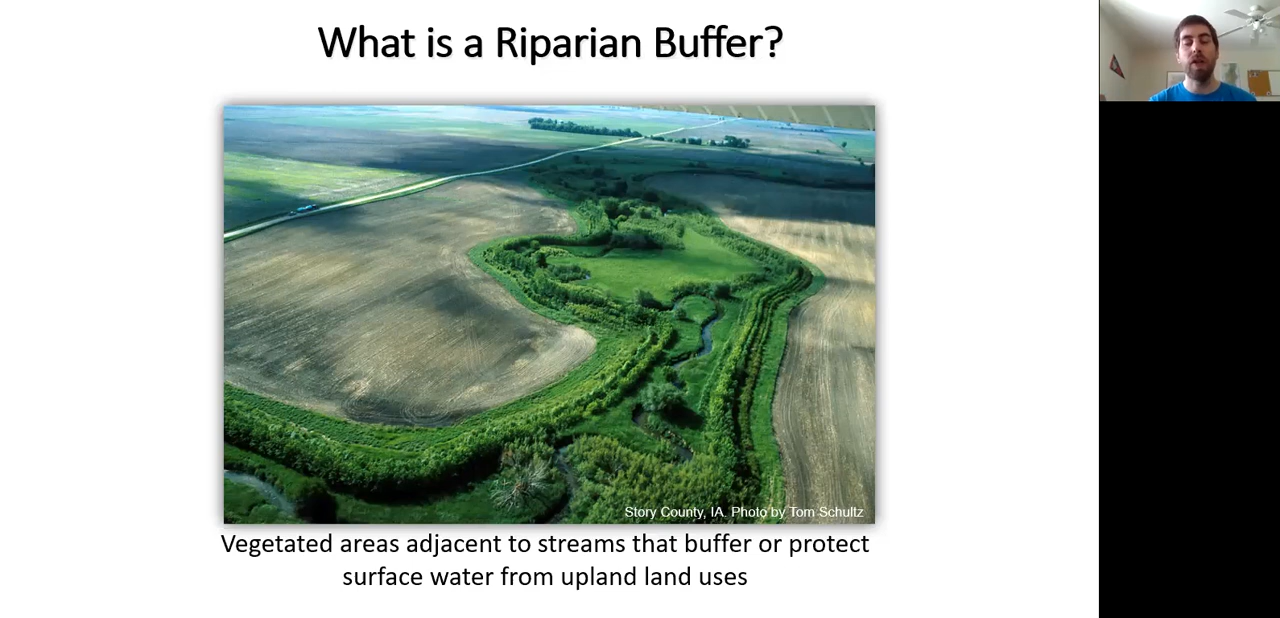 What is a Riparian Buffer?
Story County, IA. Photo by Tom Schultz
Vegetated areas adjacent to streams that buffer or protect
surface water from upland land uses